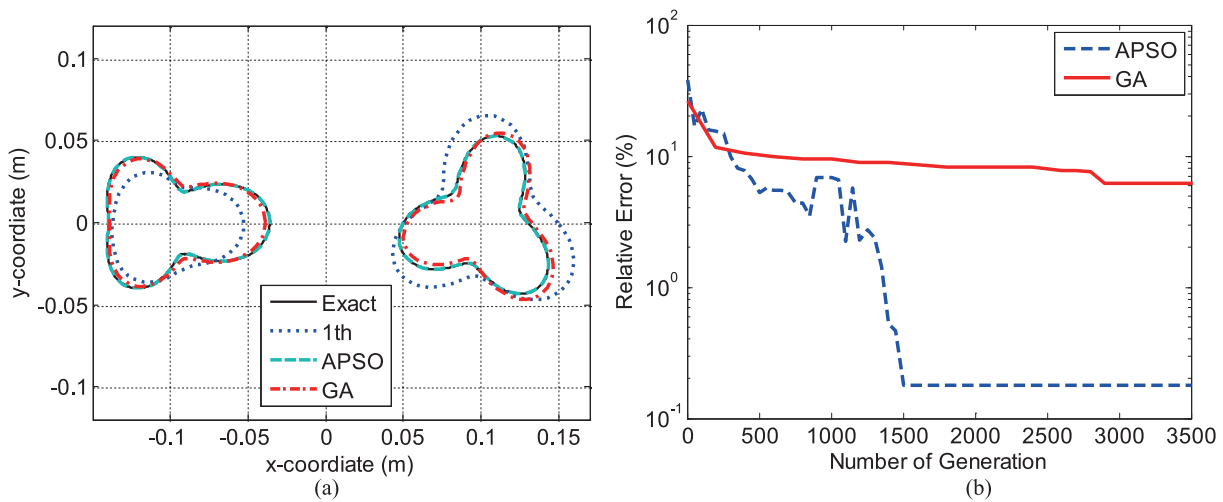 0.1
0.05
0
-0.05
-0.1
y-coordiate (m)
Exact
1th
APSO
GA
-0.1
-0.05
0
0.05
0.1
0.15
x-coordiate (m)
(a)
10^2
10^1
10^0
10^-1
Relative Error (%)
APSO
GA
0
500
1000
1500
2000
2500
3000
3500
Number of Generation
(b)